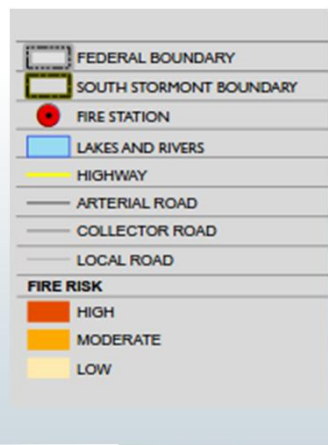 FEDERAL BOUNDARY
SOUTH STORMONT BOUNDARY
FIRE STATION
LAKES AND RIVERS
HIGHWAY
ARTERIAL ROAD
COLLECTOR ROAD
LOCAL ROAD
FIRE RISK
HIGH
MODERATE
LOW